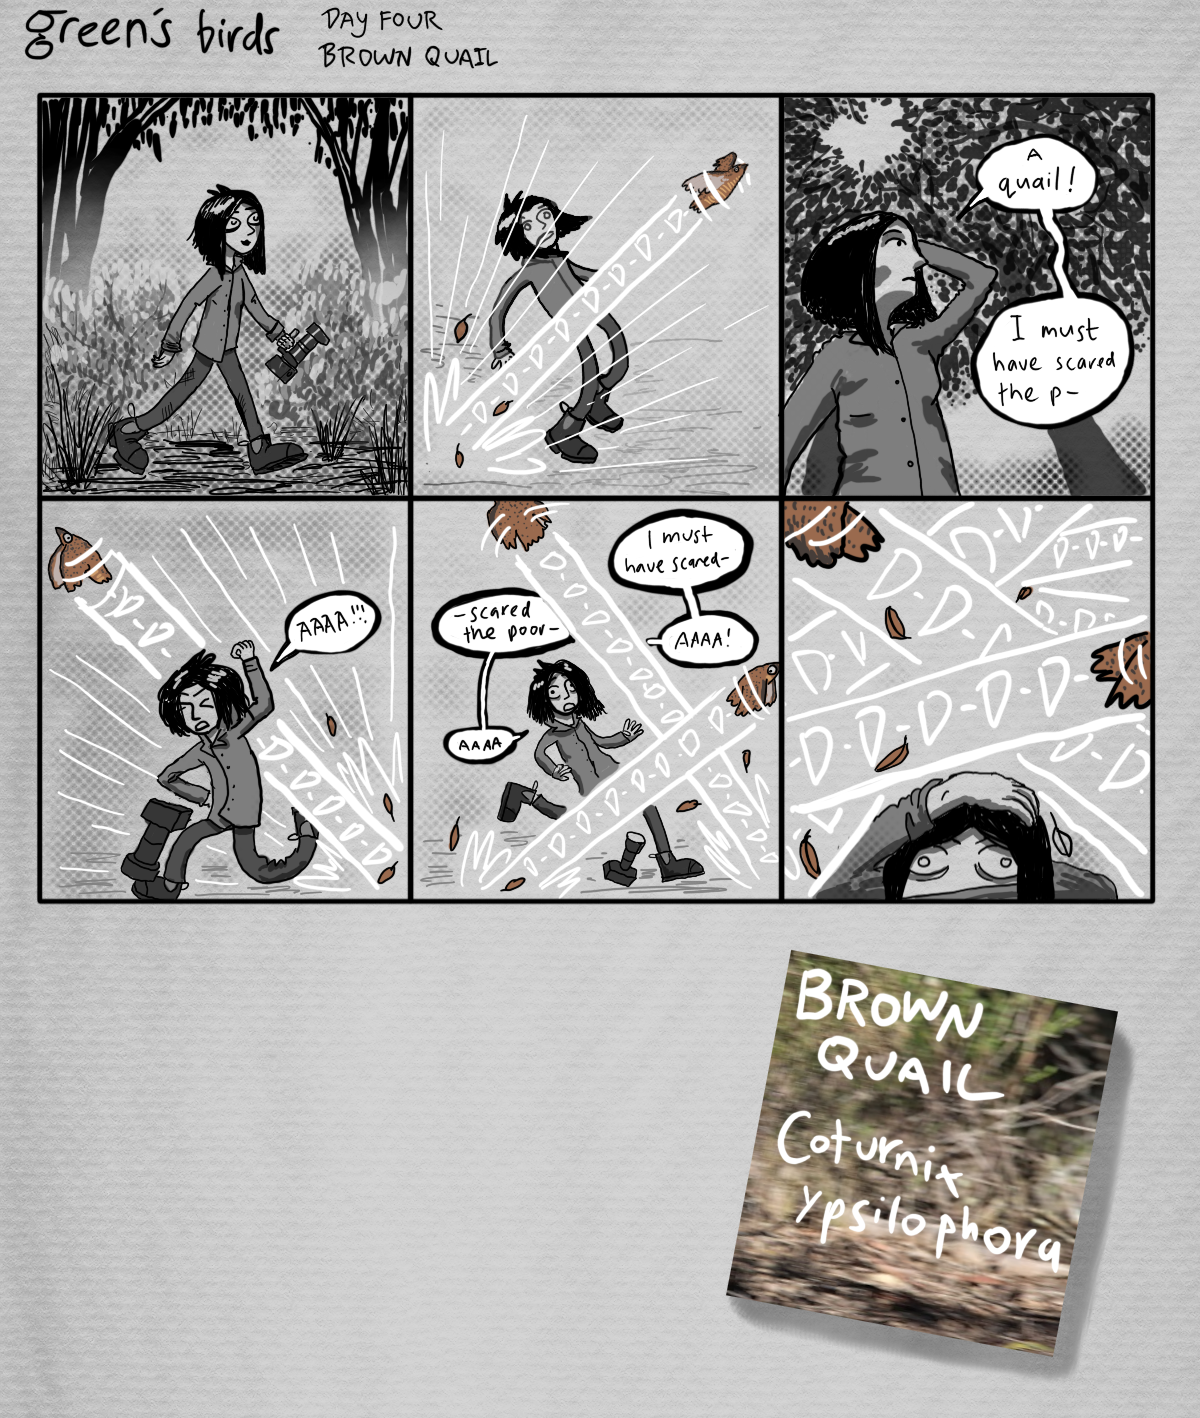 green's birds
DAY FOUR
BROWN QUAIL
D-D-D-D-D-D-D
A
quail!
I must
have scared
the p-
D-D-D-
AAAA!!!
D-D-D-D-D
I must
have scared-
AAAA!
-scared
the poor-
AAAA
D-D-D-D-D-D
D-D-D-D-D-D-D
D-D-D-
D-D-D-D-D
BROWN
QUAIL
Coturnix
ypsilophora